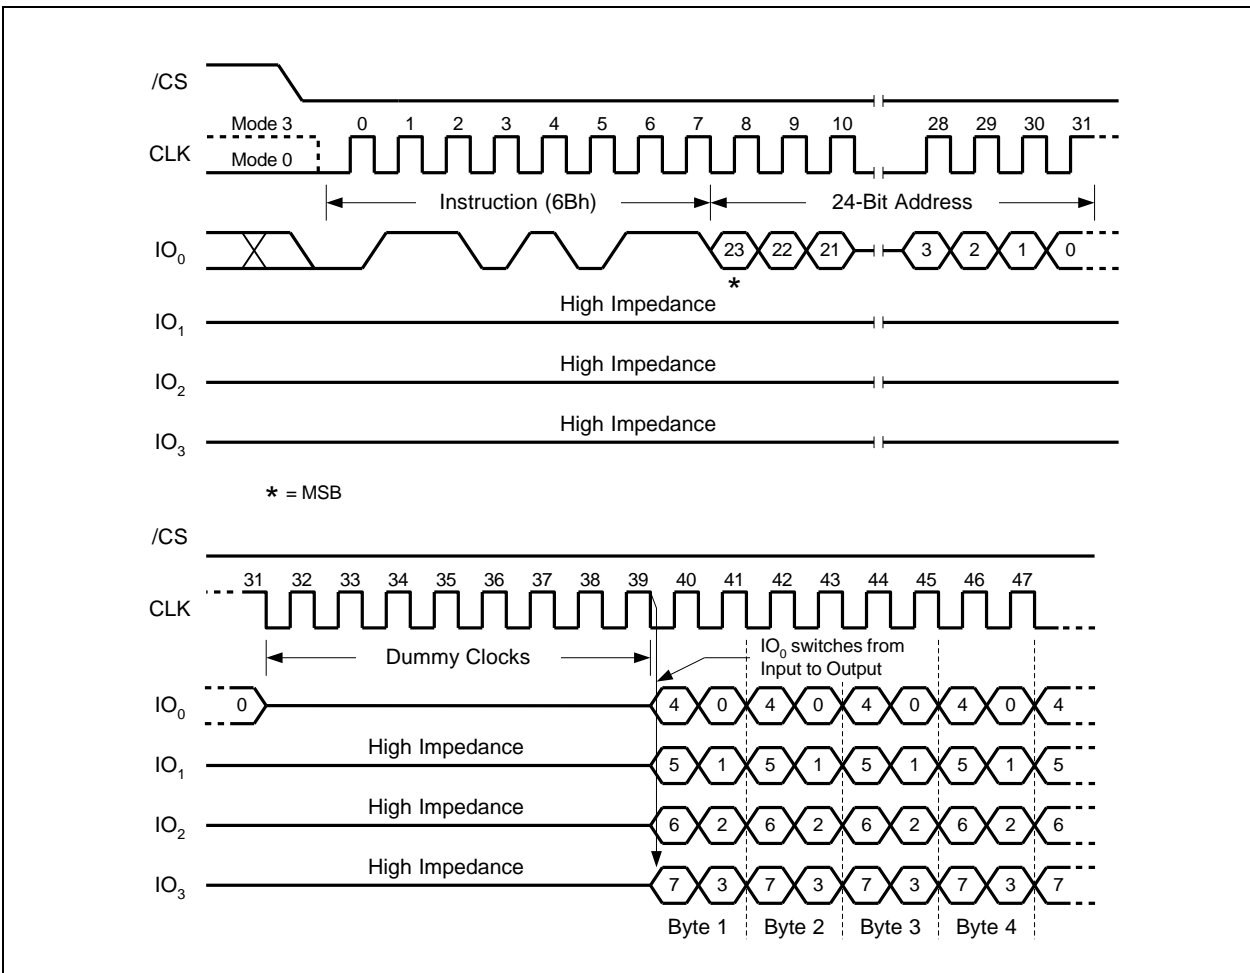 /CS
Mode 3 0 1 2 3 4 5 6 7 8 9 10 28 29 30 31
CLK
Mode 0
Instruction (6Bh) 24-Bit Address
IO0 23 22 21 3 2 1 0
*
High Impedance
IO1
High Impedance
IO2
High Impedance
IO3
* = MSB
/CS
31 32 33 34 35 36 37 38 39 40 41 42 43 44 45 46 47
CLK
IO0 switches from
Dummy Clocks Input to Output
IO0 0 4 0 4 0 4 0 4 0 4
High Impedance
IO1 5 1 5 1 5 1 5 1 5
High Impedance
IO2 6 2 6 2 6 2 6 2 6
High Impedance
IO3 7 3 7 3 7 3 7 3 7
Byte 1 Byte 2 Byte 3 Byte 4